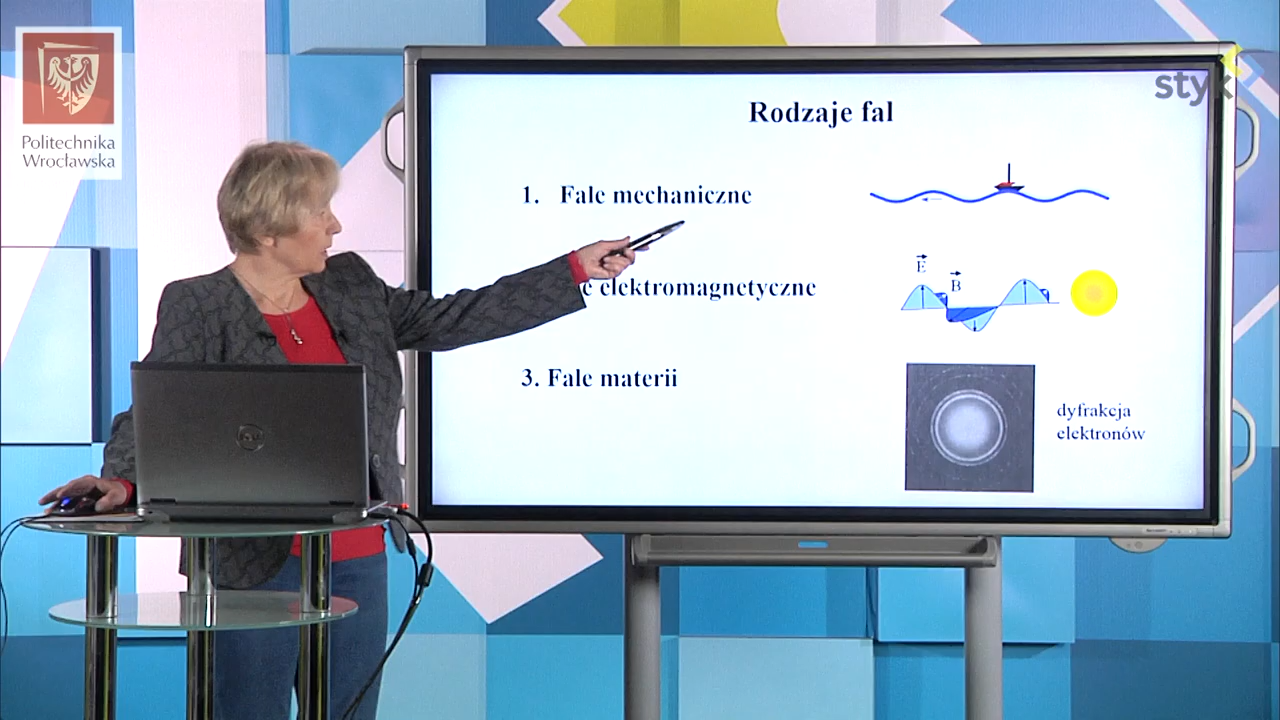 Politechnika
Wrocławska
styk
Rodzaje fal
1. Fale mechaniczne
E
B
elektromagnetyczne
3. Fale materii
dyfrakcja
elektronów